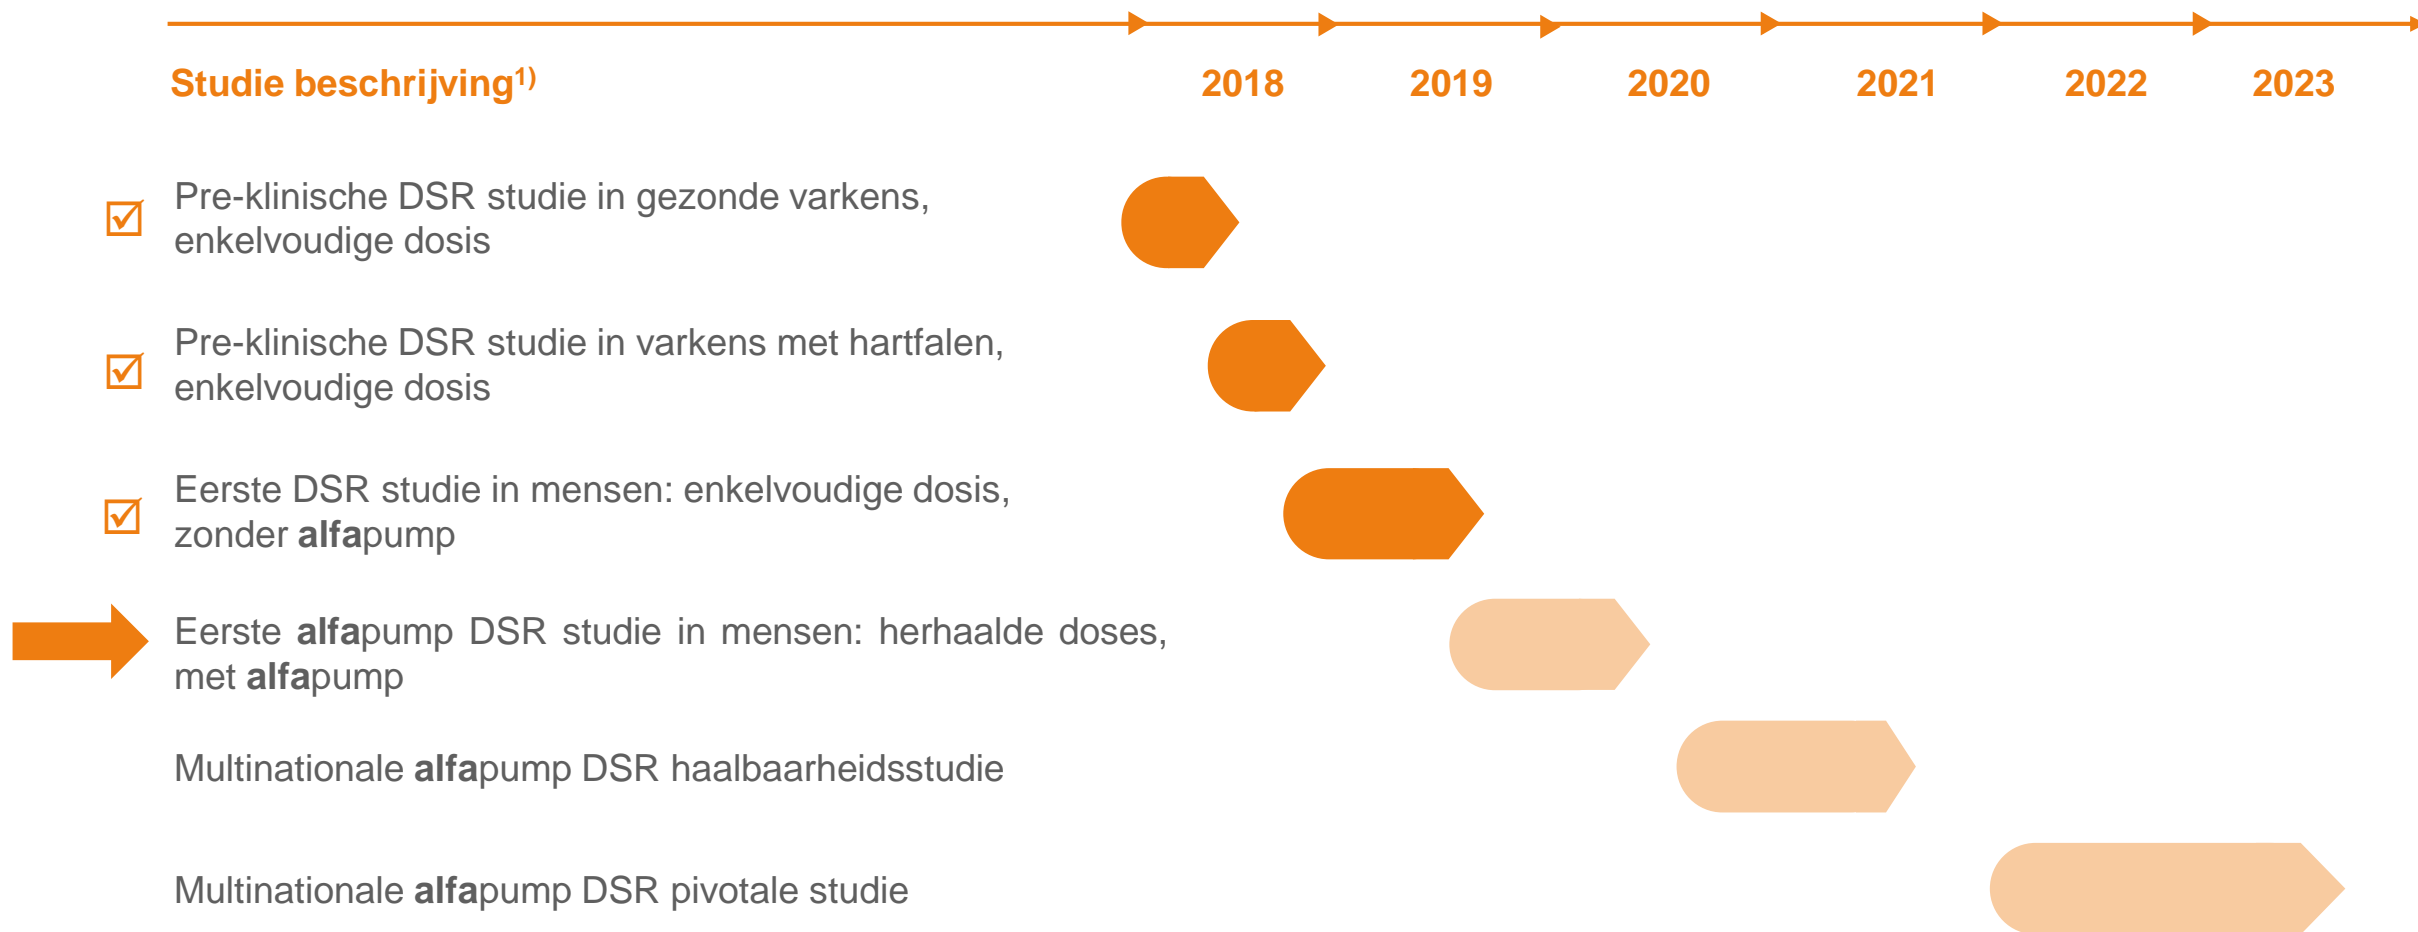 Studie beschrijving1) 2018 2019 2020 2021 2022 2023
Pre-klinische DSR studie in gezonde varkens,
enkelvoudige dosis
Pre-klinische DSR studie in varkens met hartfalen,
enkelvoudige dosis
Eerste DSR studie in mensen: enkelvoudige dosis,
zonder alfapump
Eerste alfapump DSR studie in mensen: herhaalde doses,
met alfapump
Multinationale alfapump DSR haalbaarheidsstudie
Multinationale alfapump DSR pivotale studie